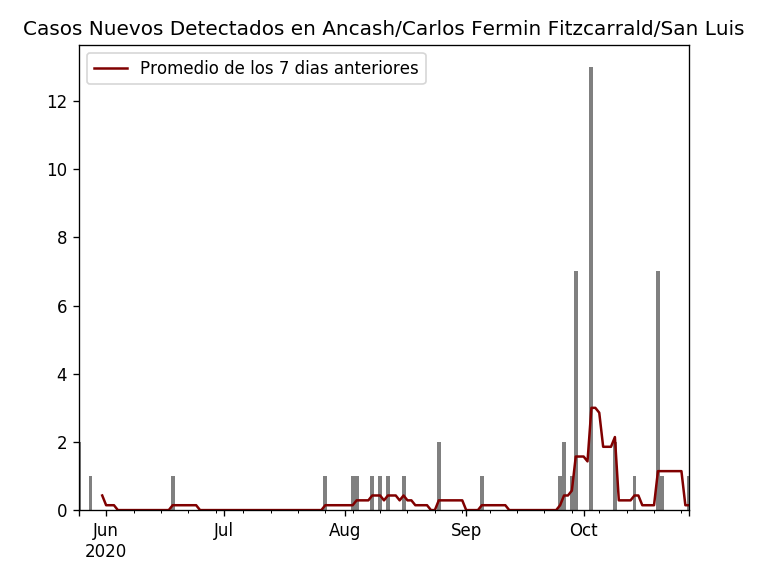 Casos Nuevos Detectados en Ancash/Carlos Fermin Fitzcarrald/San Luis
Promedio de los 7 dias anteriores
12
10
8
6
4
2
0
Jun Jul Aug Sep Oct
2020